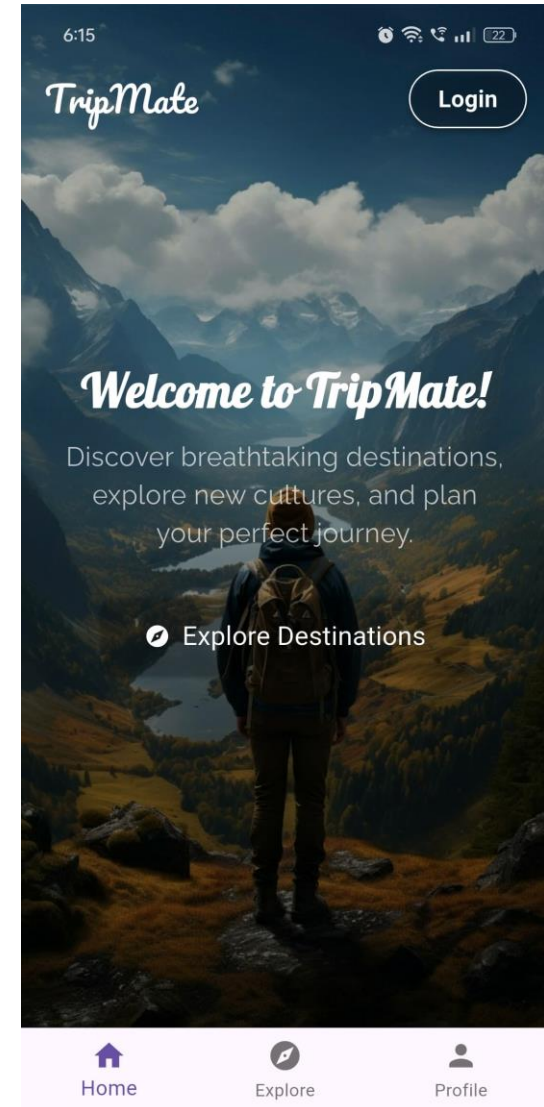 6:15
22
TripMate
Login
Welcome to TripMate!
Discover breathtaking destinations,
explore new cultures, and plan
your perfect journey.
Explore Destinations
Home
Explore
Profile